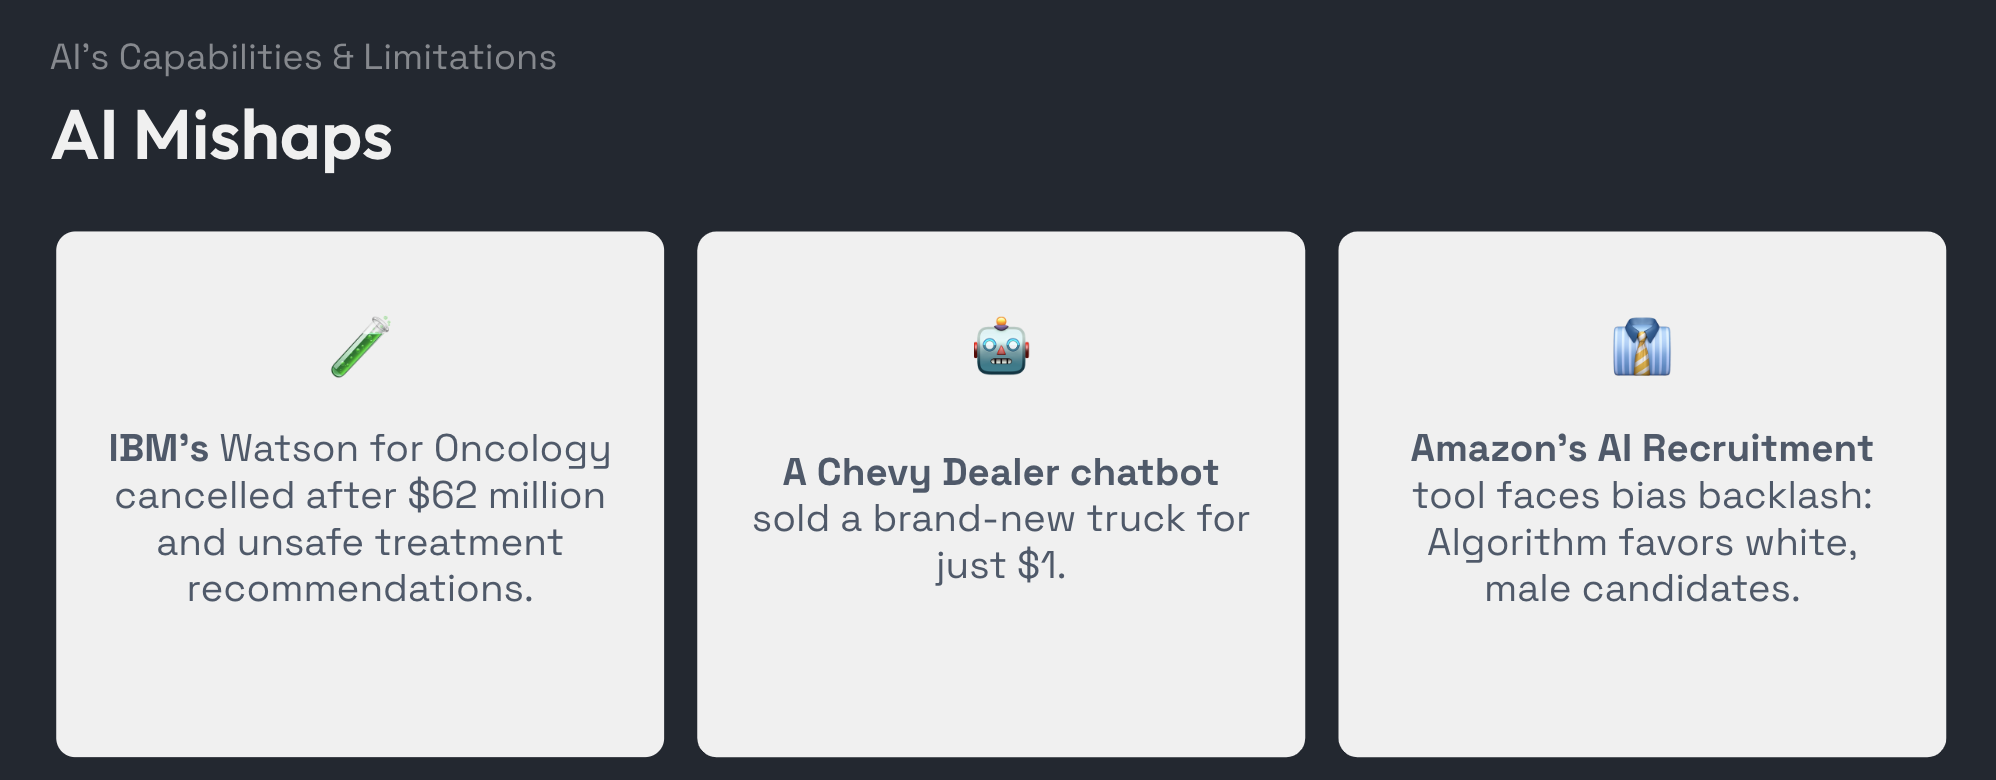 AI's Capabilities & Limitations
AI Mishaps
IBM's Watson for Oncology
cancelled after $62 million
and unsafe treatment
recommendations.
A Chevy Dealer chatbot
sold a brand-new truck for
just $1.
Amazon's AI Recruitment
tool faces bias backlash:
Algorithm favors white,
male candidates.